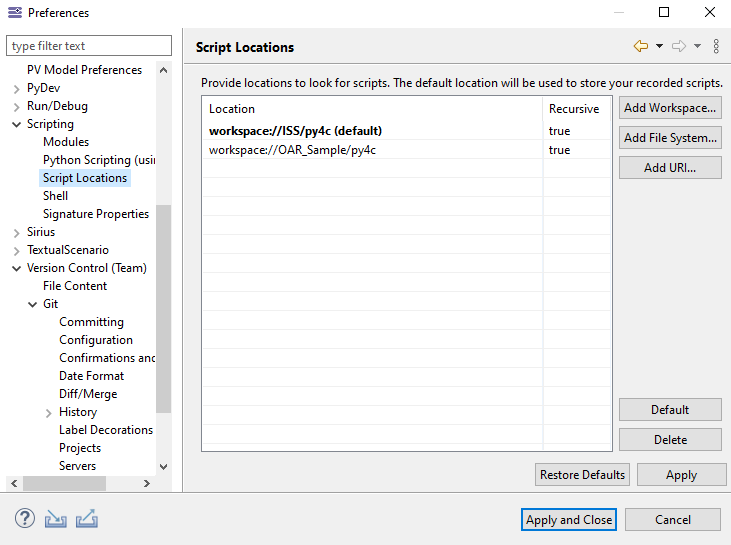 Preferences
type filter text
PV Model Preferences
PyDev
Run/Debug
Scripting
Modules
Python Scripting (usin
Script Locations
Shell
Signature Properties
Sirius
TextualScenario
Version Control (Team)
File Content
Git
Committing
Configuration
Confirmations and
Date Format
Diff/Merge
History
Label Decorations
Projects
Servers
Script Locations
Provide locations to look for scripts. The default location will be used to store your recorded scripts.
Location Recursive
workspace://ISS/py4c (default) true
workspace://OAR_Sample/py4c true
Add Workspace...
Add File System...
Add URI...
Default
Delete
Restore Defaults Apply
? Apply and Close Cancel